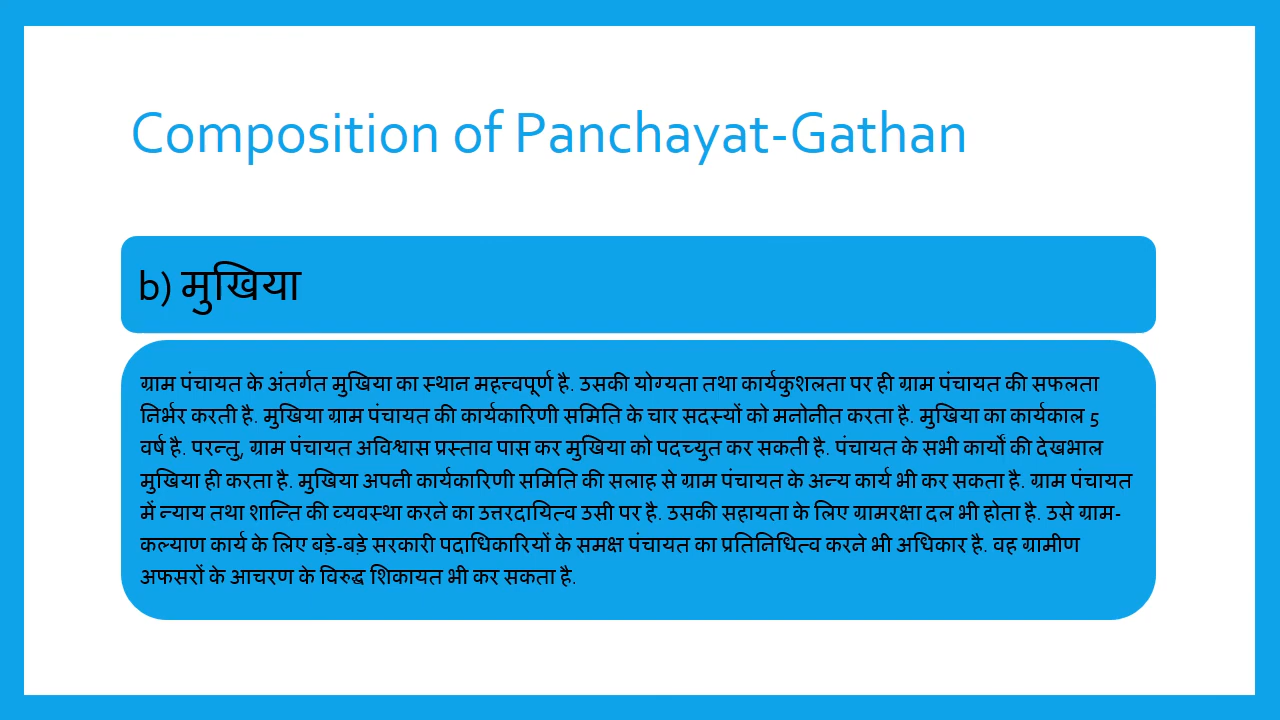 Composition of Panchayat-Gathan
b) मुखिया
ग्राम पंचायत के अंतर्गत मुखिया का स्थान महत्त्वपूर्ण है. उसकी योग्यता तथा कार्यकुशलता पर ही ग्राम पंचायत की सफलता
निर्भर करती है. मुखिया ग्राम पंचायत की कार्यकारिणी समिति के चार सदस्यों को मनोनीत करता है. मुखिया का कार्यकाल 5
वर्ष है. परन्तु, ग्राम पंचायत अविश्वास प्रस्ताव पास कर मुखिया को पदच्युत कर सकती है. पंचायत के सभी कार्यों की देखभाल
मुखिया ही करता है. मुखिया अपनी कार्यकारिणी समिति की सलाह से ग्राम पंचायत के अन्य कार्य भी कर सकता है. ग्राम पंचायत
में न्याय तथा शान्ति की व्यवस्था करने का उत्तरदायित्व उसी पर है. उसकी सहायता के लिए ग्रामरक्षा दल भी होता है. उसे ग्राम-
कल्याण कार्य के लिए बड़े-बड़े सरकारी पदाधिकारियों के समक्ष पंचायत का प्रतिनिधित्व करने भी अधिकार है. वह ग्रामीण
अफसरों के आचरण के विरुद्ध शिकायत भी कर सकता है.